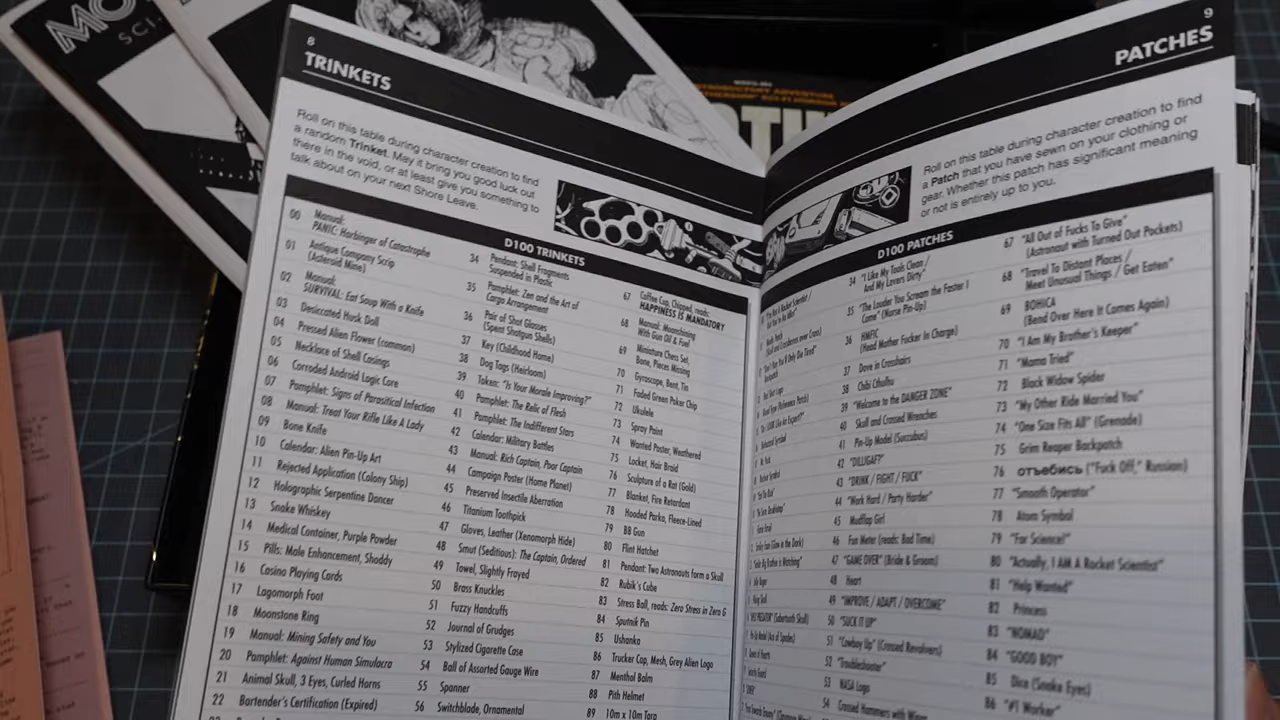 MO
SCI
8
TRINKETS
Roll on this table during character creation to find
a random Trinket. May it bring you good luck out
there in the void, or at least give you something to
talk about on your next Shore Leave.
D100 TRINKETS
00 Manual:
PANIC: Harbinger of Catastrophe
01 Antique Company Scrip
(Asteroid Mine)
02 Manual:
SURVIVAL: Eat Soup With a Knife
03 Desiccated Husk Doll
04 Pressed Alien Flower (common)
05 Necklace of Shell Casings
06 Corroded Android Logic Core
07 Pamphlet: Signs of Parasitical Infection
08 Manual: Treat Your Rifle Like A Lady
09 Bone Knife
10 Calendar: Alien Pin-Up Art
11 Rejected Application (Colony Ship)
12 Holographic Serpentine Dancer
13 Snake Whiskey
14 Medical Container, Purple Powder
15 Pills: Male Enhancement, Shoddy
16 Casino Playing Cards
17 Lagomorph Foot
18 Moonstone Ring
19 Manual: Mining Safety and You
20 Pamphlet: Against Human Simulacra
21 Animal Skull, 3 Eyes, Curled Horns
22 Bartender's Certification (Expired)
34 Pendant: Shell Fragments
Suspended in Plastic
35 Pamphlet: Zen and the Art of
Cargo Arrangement
36 Pair of Shot Glasses
(Spent Shotgun Shells)
37 Key (Childhood Home)
38 Dog Tags (Heirloom)
39 Token: "Is Your Morale Improving?"
40 Pamphlet: The Relic of Flesh
41 Pamphlet: The Indifferent Stars
42 Calendar: Military Battles
43 Manual: Rich Captain, Poor Captain
44 Campaign Poster (Home Planet)
45 Preserved Insectile Aberration
46 Titanium Toothpick
47 Gloves, Leather (Xenomorph Hide)
48 Smut (Seditious): The Captain, Ordered
49 Towel, Slightly Frayed
50 Brass Knuckles
51 Fuzzy Handcuffs
52 Journal of Grudges
53 Stylized Cigarette Case
54 Ball of Assorted Gauge Wire
55 Spanner
56 Switchblade, Ornamental
67 Coffee Cup, Chipped, reads:
HAPPINESS IS MANDATORY
68 Manual: Moonshining
With Gun Oil & Fuel
69 Miniature Chess Set,
Bone, Pieces Missing
70 Gyroscope, Bent, Tin
71 Faded Green Poker Chip
72 Ukulele
73 Spray Paint
74 Wanted Poster, Weathered
75 Locket, Hair Braid
76 Sculpture of a Rat (Gold)
77 Blanket, Fire Retardant
78 Hooded Parka, Fleece-Lined
79 BB Gun
80 Flint Hatchet
81 Pendant: Two Astronauts form a Skull
82 Rubik's Cube
83 Stress Ball, reads: Zero Stress in Zero G
84 Sputnik Pin
85 Ushanka
86 Trucker Cap, Mesh, Grey Alien Logo
87 Menthol Balm
88 Pith Helmet
89 10m x 10m Tarp
9
PATCHES
Roll on this table during character creation to find
a Patch that you have sewn on your clothing or
gear. Whether this patch has significant meaning
or not is entirely up to you.
D100 PATCHES
34 "I Like My Tools Clean /
And My Lovers Dirty"
35 "The Louder You Scream the Faster I
Come" (Nurse Pin-Up)
36 HMFIC
(Head Mother Fucker In Charge)
37 Dove in Crosshairs
38 Chibi Cthulhu
39 "Welcome to the DANGER ZONE"
40 Skull and Crossed Wrenches
41 Pin-Up Model (Succubus)
42 "DILLIGAF?"
43 "DRINK / FIGHT / FUCK"
44 "Work Hard / Party Harder"
45 Mudflap Girl
46 Fun Meter (reads: Bad Time)
47 "GAME OVER" (Bride & Groom)
48 Heart
49 "IMPROVE / ADAPT / OVERCOME"
50 "SUCK IT UP"
51 "Cowboy Up" (Crossed Revolvers)
52 "Troubleshooter"
53 NASA Logo
54 Crossed Hammers with Wings
67 "All Out of Fucks To Give"
(Astronaut with Turned Out Pockets)
68 "Travel To Distant Places /
Meet Unusual Things / Get Eaten"
69 BOHICA
(Bend Over Here It Comes Again)
70 "I Am My Brother's Keeper"
71 "Mama Tried"
72 Black Widow Spider
73 "My Other Ride Married You"
74 "One Size Fits All" (Grenade)
75 Grim Reaper Backpatch
76 отъебись ("Fuck Off," Russian)
77 "Smooth Operator"
78 Atom Symbol
79 "For Science!"
80 "Actually, I AM A Rocket Scientist"
81 "Help Wanted"
82 Princess
83 "NOMAD"
84 "GOOD BOY"
85 Dice (Snake Eyes)
86 "#1 Worker"